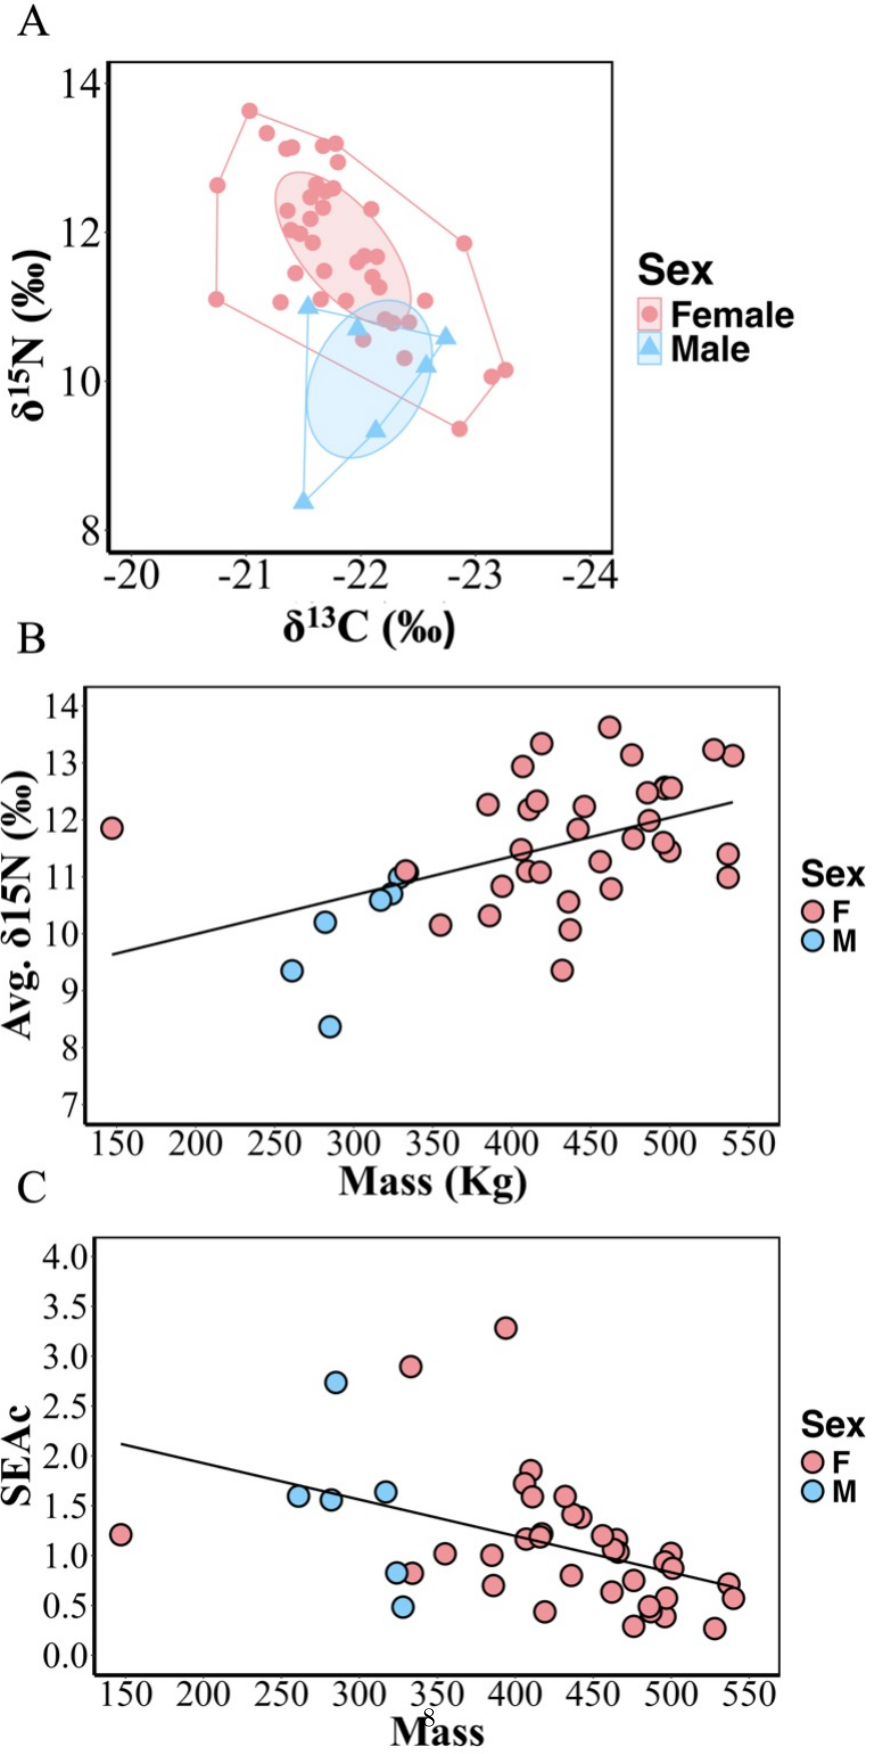 A
14
12
10
8
δ15N (‰)
-20 -21 -22 -23 -24
δ13C (‰)
Sex
Female
Male
B
14
13
12
11
10
9
8
7
Avg. δ15N (‰)
150 200 250 300 350 400 450 500 550
Mass (Kg)
Sex
F
M
C
4.0
3.5
3.0
2.5
2.0
1.5
1.0
0.5
0.0
SEAc
150 200 250 300 350 400 450 500 550
8
Mass
Sex
F
M